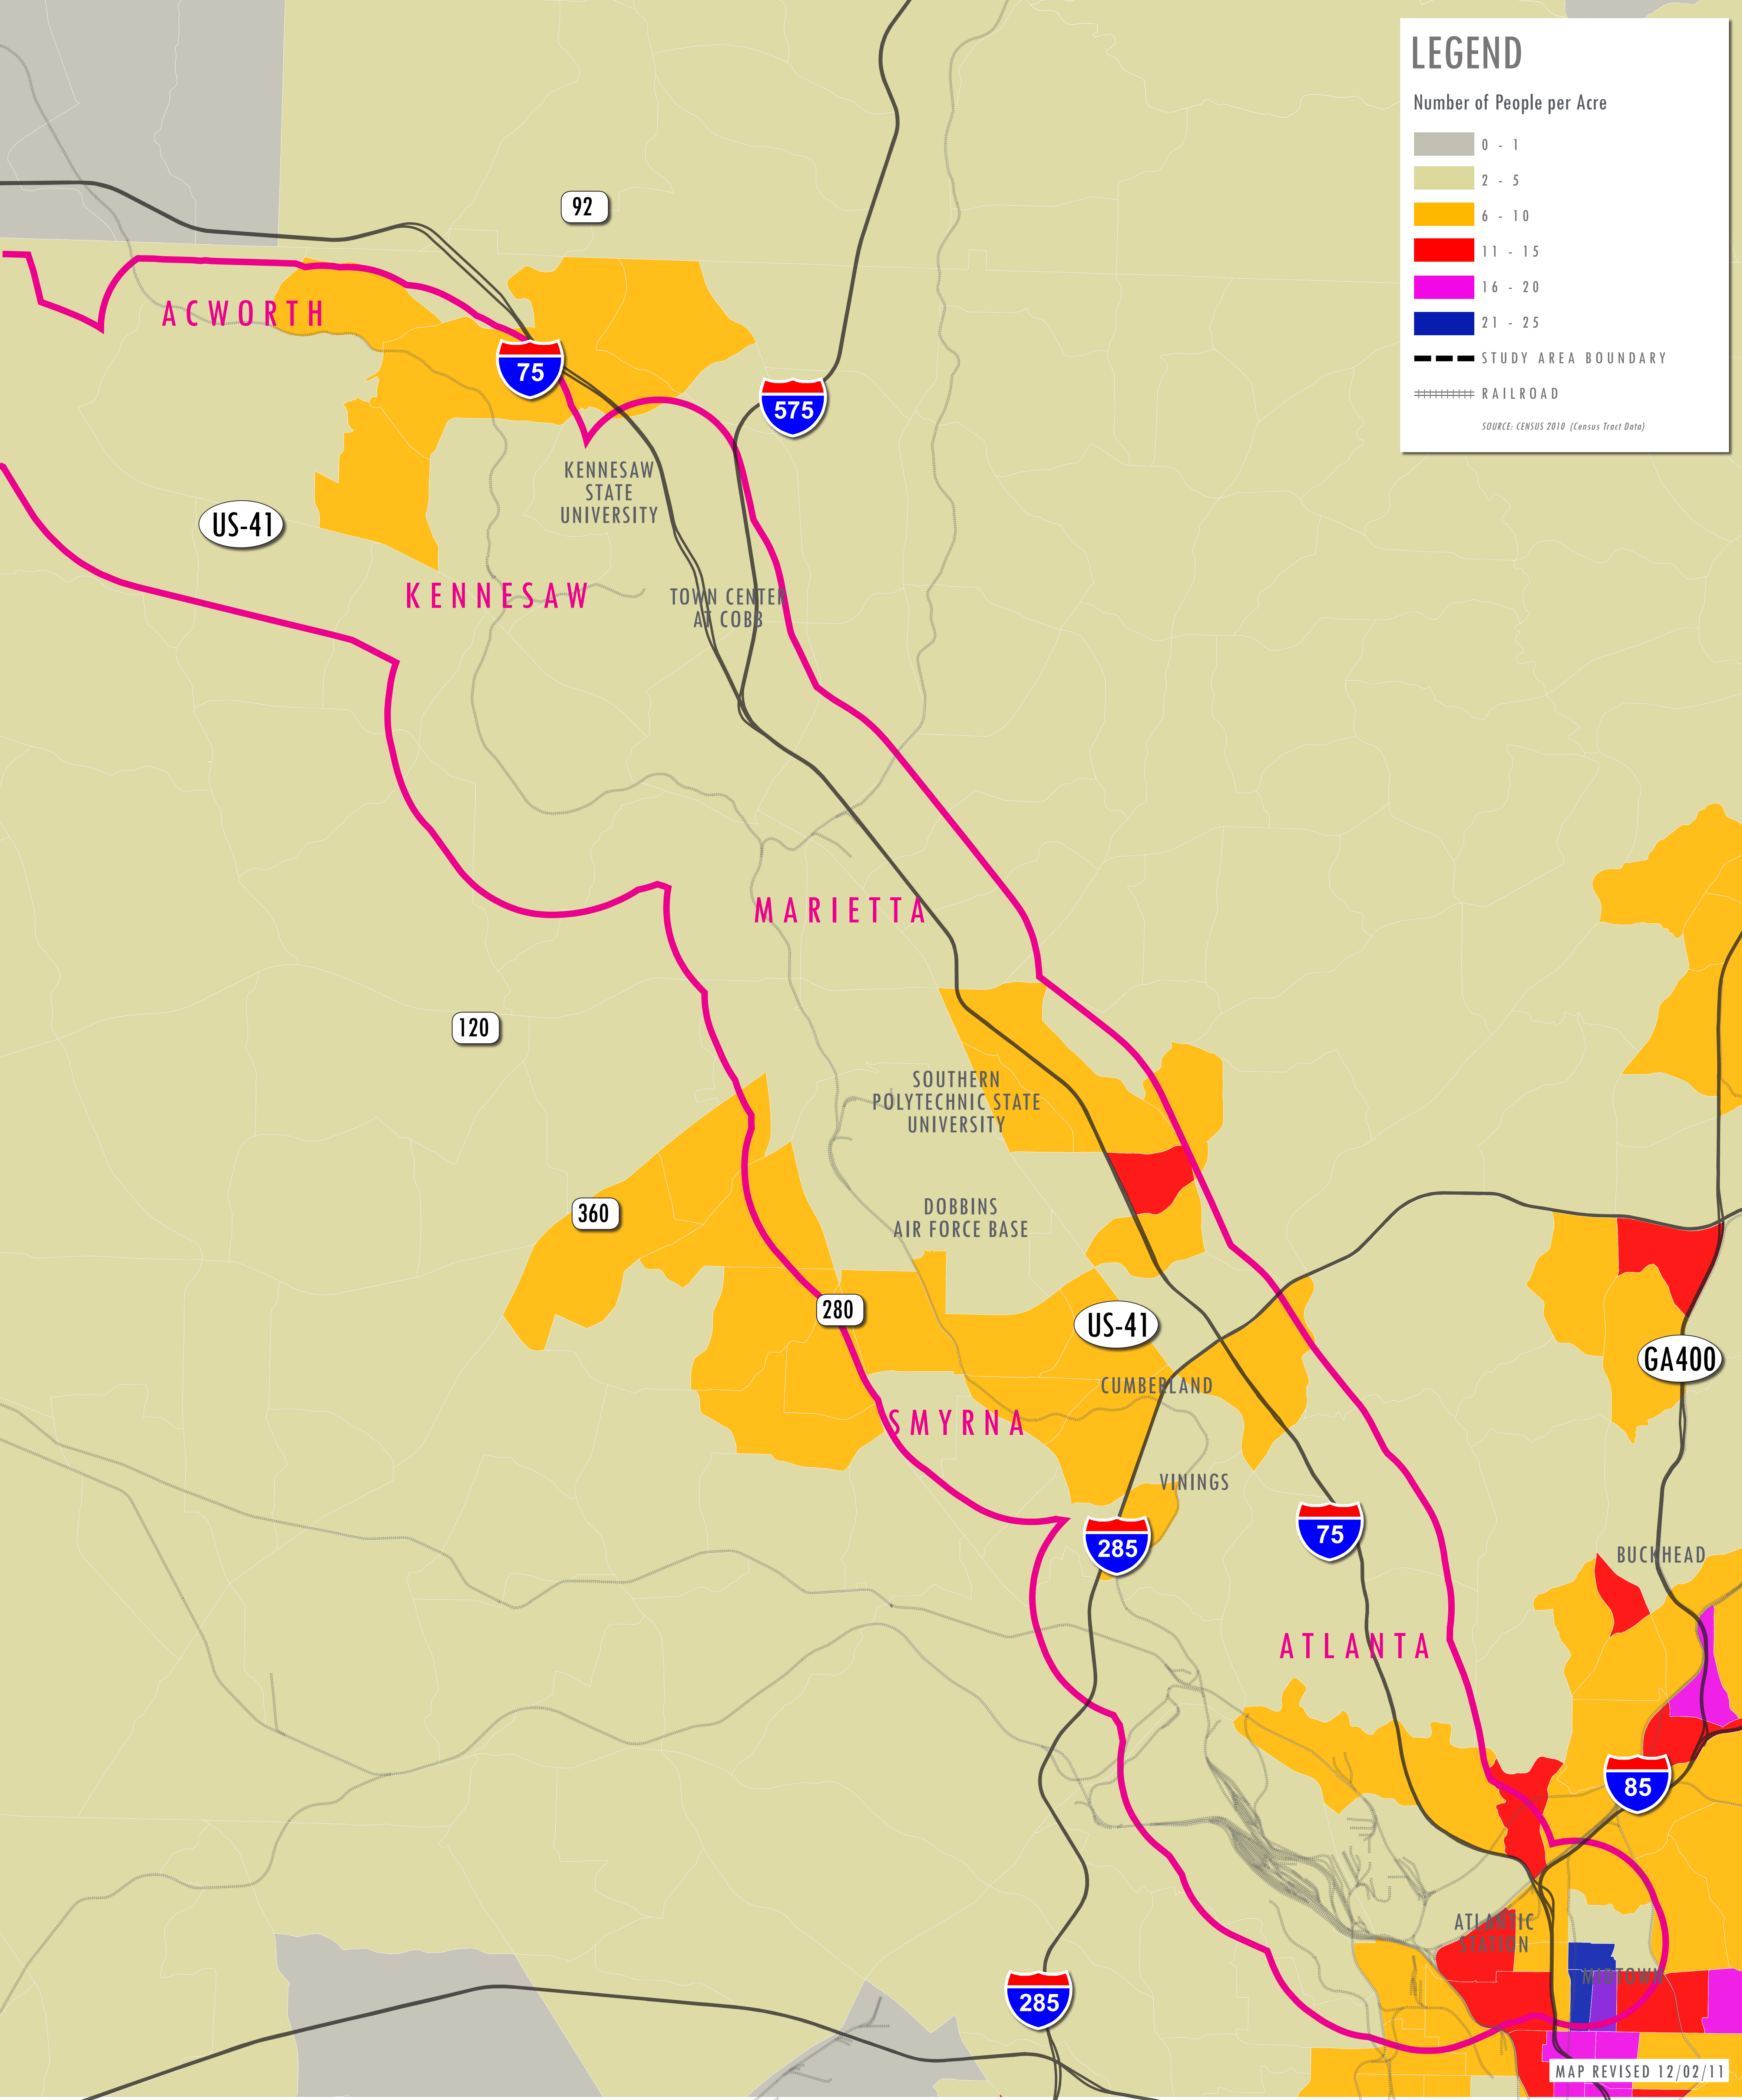 LEGEND
Number of People per Acre
0 - 1
2 - 5
6 - 10
11 - 15
16 - 20
21 - 25
STUDY AREA BOUNDARY
RAILROAD
SOURCE: CENSUS 2010 (Census Tract Data)
92
ACWORTH
75
575
KENNESAW
STATE
UNIVERSITY
US-41
KENNESAW
TOWN CENTER
AT COBB
MARIETTA
120
SOUTHERN
POLYTECHNIC STATE
UNIVERSITY
360
DOBBINS
AIR FORCE BASE
280
US-41
GA400
CUMBERLAND
SMYRNA
VININGS
75
285
BUCKHEAD
ATLANTA
85
ATLANTIC
STATION
MIDTOWN
285
MAP REVISED 12/02/11